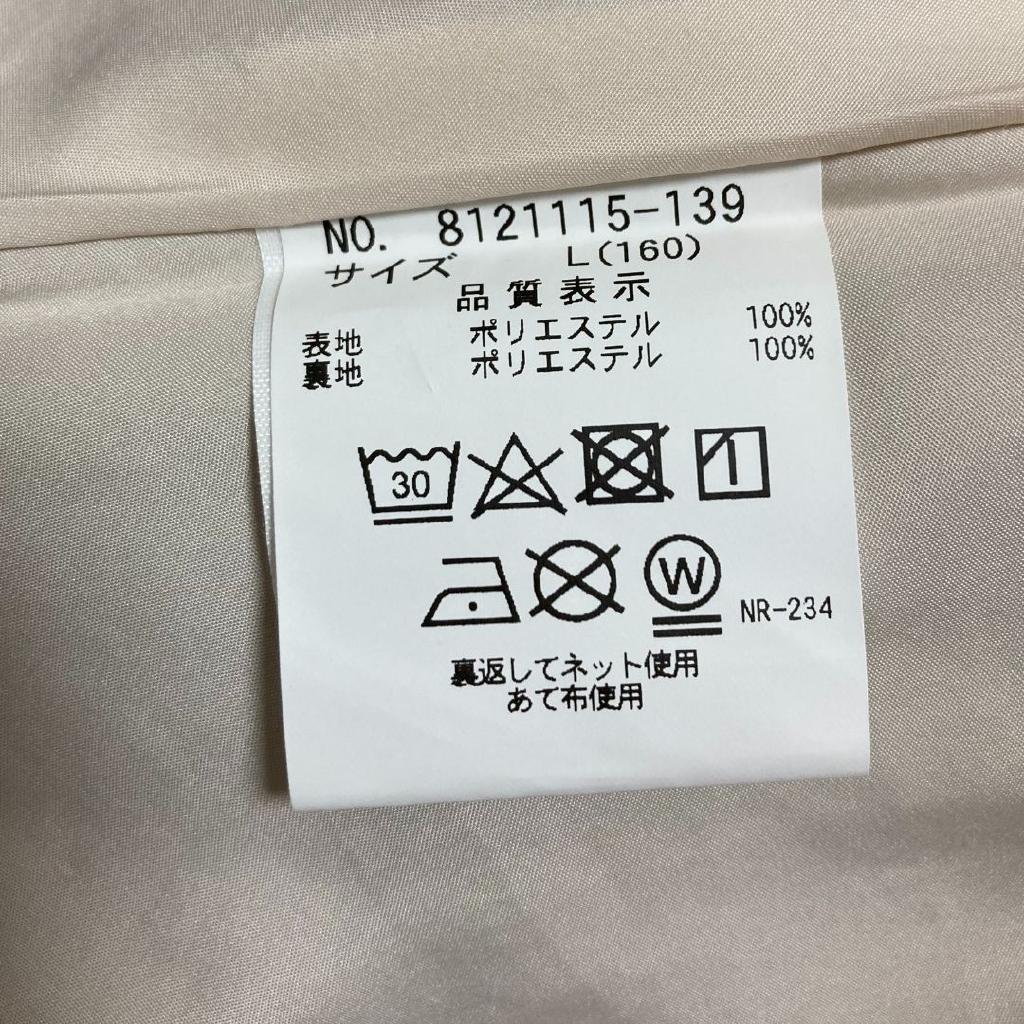 NO. 8121115-139
サイズ L(160)
品質表示
表地 ポリエステル 100%
裏地 ポリエステル 100%
30
W
NR-234
裏返してネット使用
あて布使用